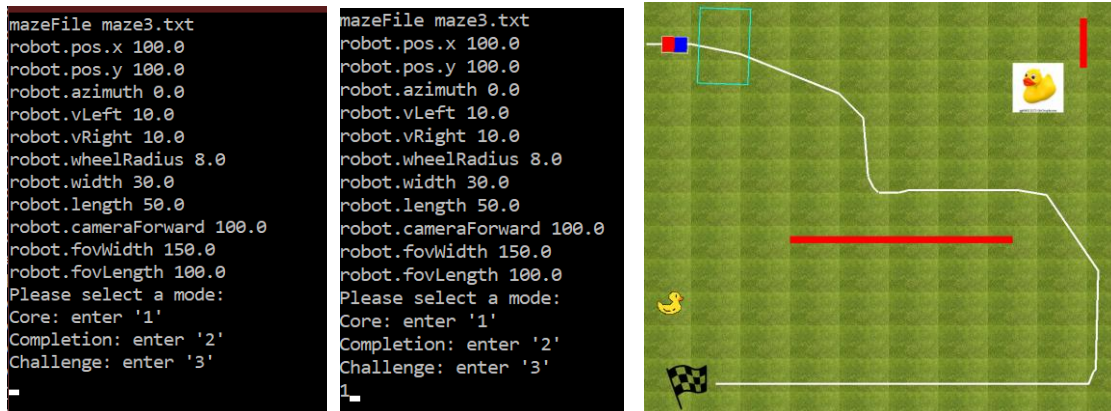 mazeFile maze3.txt
robot.pos.x 100.0
robot.pos.y 100.0
robot.azimuth 0.0
robot.vLeft 10.0
robot.vRight 10.0
robot.wheelRadius 8.0
robot.width 30.0
robot.length 50.0
robot.cameraForward 100.0
robot.fovWidth 150.0
robot.fovLength 100.0
Please select a mode:
Core: enter '1'
Completion: enter '2'
Challenge: enter '3'
mazeFile maze3.txt
robot.pos.x 100.0
robot.pos.y 100.0
robot.azimuth 0.0
robot.vLeft 10.0
robot.vRight 10.0
robot.wheelRadius 8.0
robot.width 30.0
robot.length 50.0
robot.cameraForward 100.0
robot.fovWidth 150.0
robot.fovLength 100.0
Please select a mode:
Core: enter '1'
Completion: enter '2'
Challenge: enter '3'
1